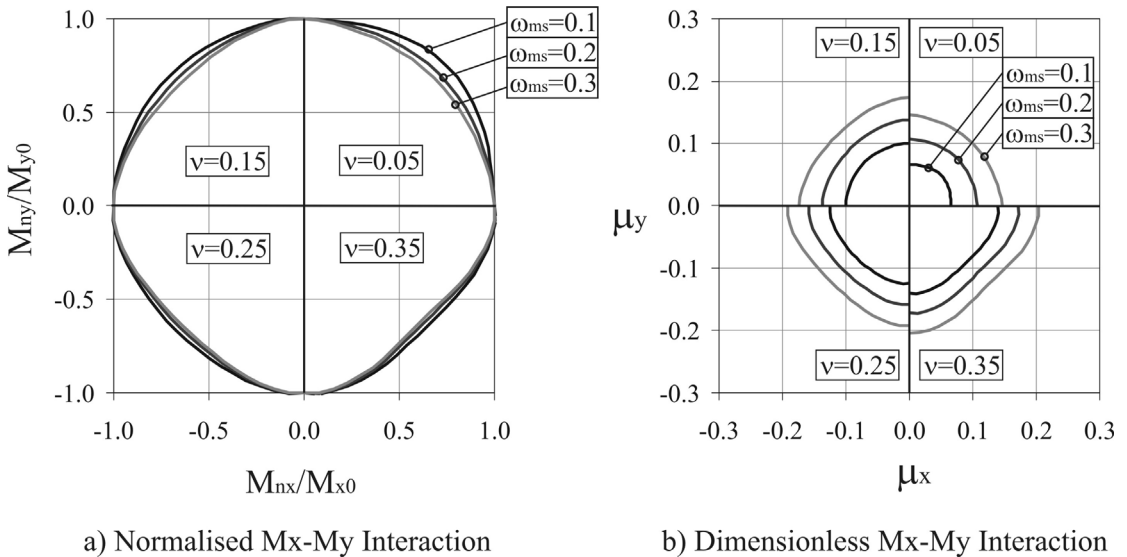 1.0
0.5
0.0
-0.5
-1.0
Mny/My0
ωms=0.1
ωms=0.2
ωms=0.3
ν=0.15
ν=0.05
ν=0.25
ν=0.35
-1.0 -0.5 0.0 0.5 1.0
Mnx/Mx0
a) Normalised Mx-My Interaction
0.3
0.2
0.1
0.0
-0.1
-0.2
-0.3
μy
ν=0.15
ν=0.05
ωms=0.1
ωms=0.2
ωms=0.3
ν=0.25
ν=0.35
-0.3 -0.2 -0.1 0.0 0.1 0.2 0.3
μx
b) Dimensionless Mx-My Interaction